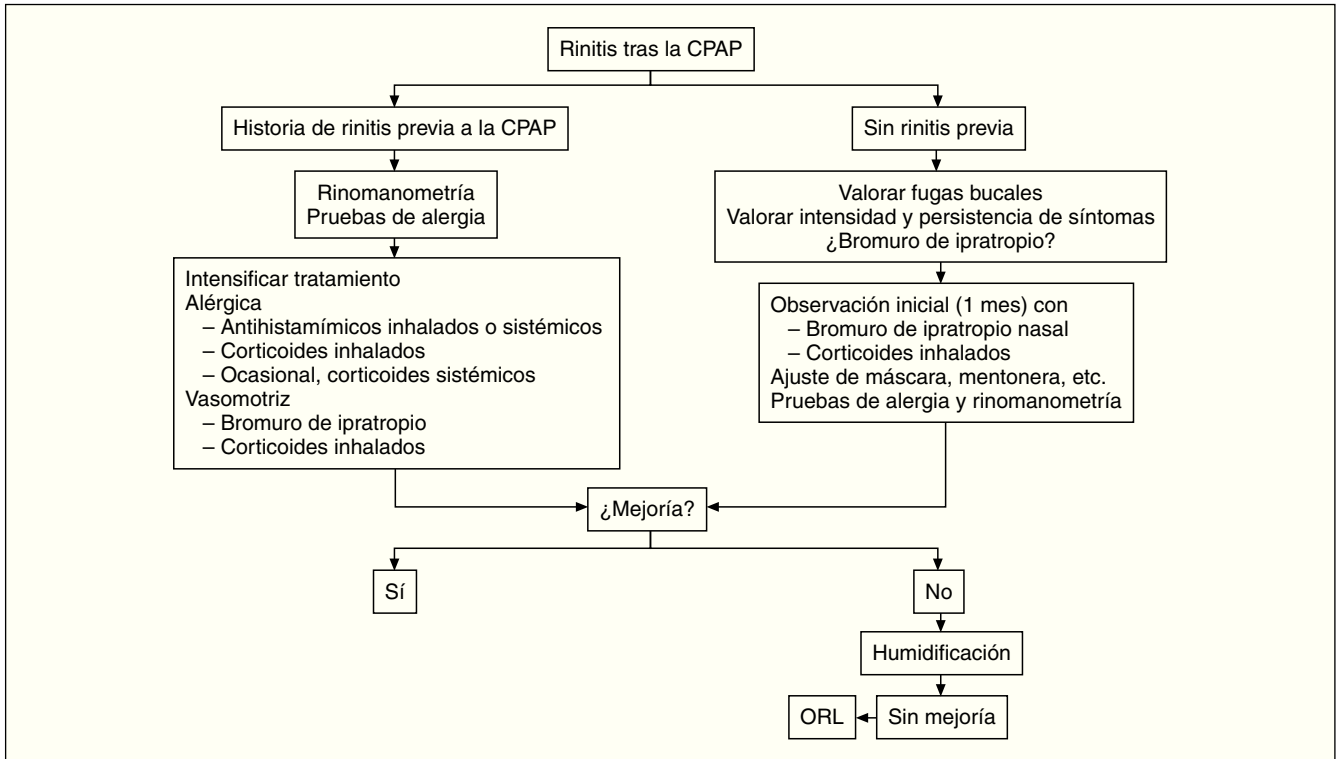 Rinitis tras la CPAP
Historia de rinitis previa a la CPAP
Sin rinitis previa
Rinomanometría
Pruebas de alergia
Valorar fugas bucales
Valorar intensidad y persistencia de síntomas
¿Bromuro de ipratropio?
Intensificar tratamiento
Alérgica
– Antihistamímicos inhalados o sistémicos
– Corticoides inhalados
– Ocasional, corticoides sistémicos
Vasomotriz
– Bromuro de ipratropio
– Corticoides inhalados
Observación inicial (1 mes) con
– Bromuro de ipratropio nasal
– Corticoides inhalados
Ajuste de máscara, mentonera, etc.
Pruebas de alergia y rinomanometría
¿Mejoría?
Sí
No
Humidificación
ORL
Sin mejoría